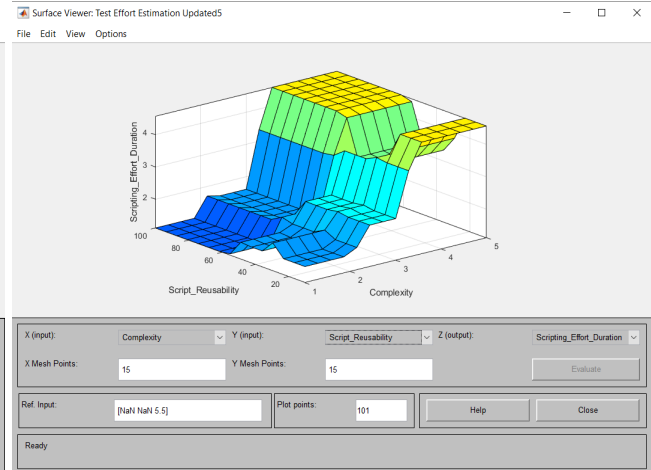 Surface Viewer: Test Effort Estimation Updated5
File Edit View Options
Scripting_Effort_Duration
4
3
2
100
80
60
40
20
1
2
3
4
5
Script_Reusability
Complexity
X (input): Complexity Y (input): Script_Reusability Z (output): Scripting_Effort_Duration
X Mesh Points: 15 Y Mesh Points: 15 Evaluate
Ref. Input: [NaN NaN 5.5] Plot points: 101 Help Close
Ready